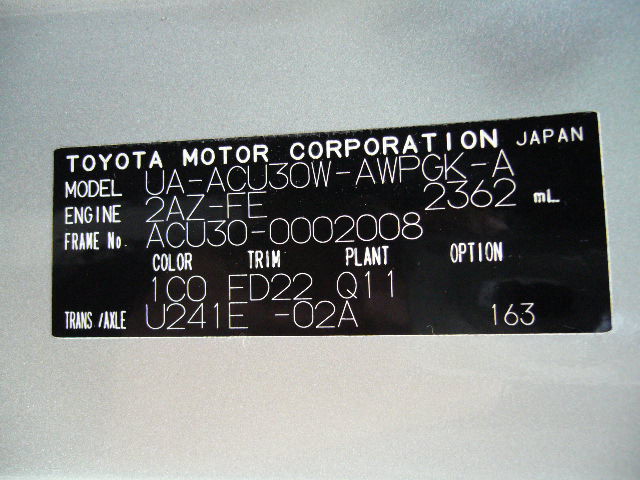 TOYOTA MOTOR CORPORATION JAPAN
MODEL UA-ACU30W-AWPGK-A
ENGINE 2AZ-FE 2362 mL
FRAME No. ACU30-0002008
COLOR TRIM PLANT OPTION
1C0 FD22 Q11
TRANS/AXLE U241E -02A 163